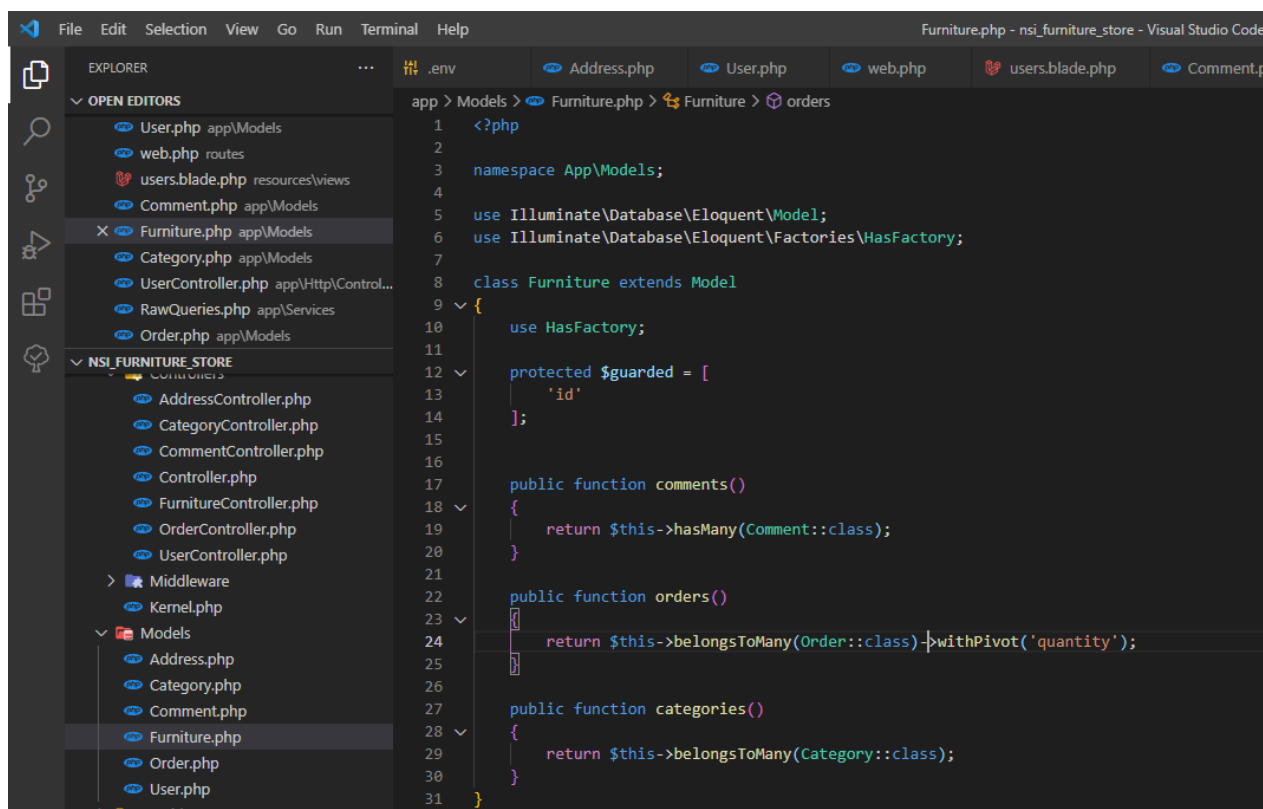 File Edit Selection View Go Run Terminal Help
Furniture.php - nsi_furniture_store - Visual Studio Code
EXPLORER ...
OPEN EDITORS
User.php app\Models
web.php routes
users.blade.php resources\views
Comment.php app\Models
Furniture.php app\Models
Category.php app\Models
UserController.php app\Http\Control...
RawQueries.php app\Services
Order.php app\Models
NSI_FURNITURE_STORE
Controllers
AddressController.php
CategoryController.php
CommentController.php
Controller.php
FurnitureController.php
OrderController.php
UserController.php
Middleware
Kernel.php
Models
Address.php
Category.php
Comment.php
Furniture.php
Order.php
User.php
.env Address.php User.php web.php users.blade.php Comment.p
app > Models > Furniture.php > Furniture > orders
1 <?php
2
3 namespace App\Models;
4
5 use Illuminate\Database\Eloquent\Model;
6 use Illuminate\Database\Eloquent\Factories\HasFactory;
7
8 class Furniture extends Model
9 {
10 use HasFactory;
11
12 protected $guarded = [
13 'id'
14 ];
15
16
17 public function comments()
18 {
19 return $this->hasMany(Comment::class);
20 }
21
22 public function orders()
23 {
24 return $this->belongsToMany(Order::class)->withPivot('quantity');
25 }
26
27 public function categories()
28 {
29 return $this->belongsToMany(Category::class);
30 }
31 }